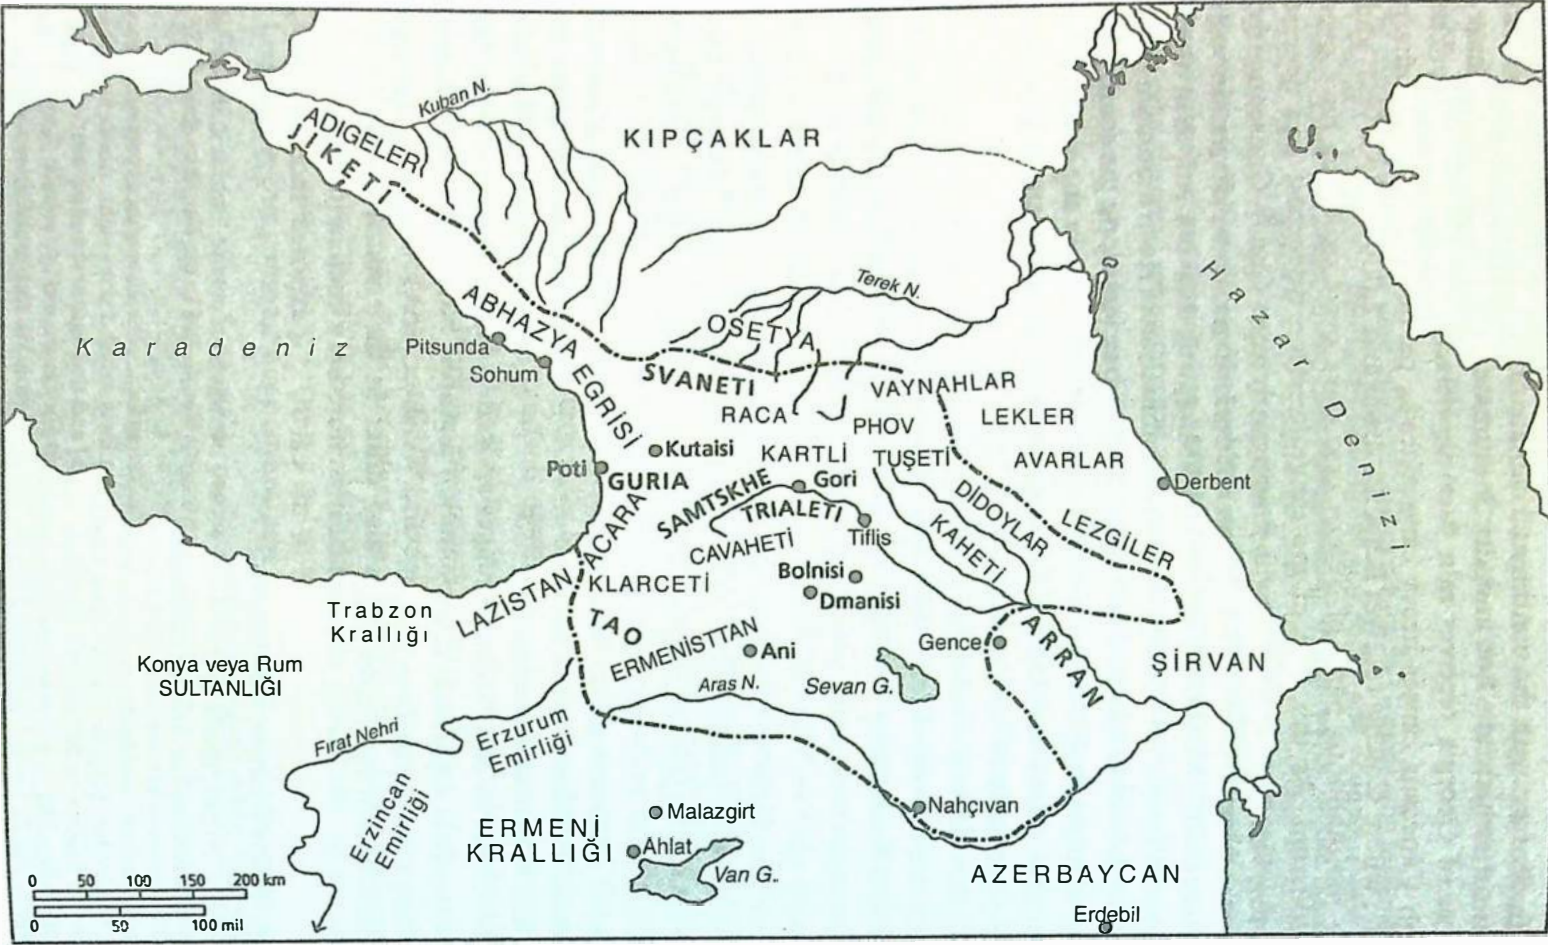 Kuban N.
ADIGELER
JIKETİ
KIPÇAKLAR
Terek N.
Hazar Denizi
Karadeniz
ABHAZYA
OSETYA
Pitsunda
Sohum
SVANETI
VAYNAHLAR
EGRİSİ
RACA
PHOV
LEKLER
Kutaisi
KARTLİ
TUŞETİ
AVARLAR
Poti
GURIA
SAMTSKHE
Gori
Derbent
ACARA
TRIALETI
DİDOYLAR
LEZGİLER
CAVAHETİ
Tiflis
KAHETİ
LAZİSTAN
KLARCETİ
Bolnisi
Dmanisi
Trabzon
Krallığı
TAO
ERMENİSTTAN
Ani
Gence
ARRAN
ŞİRVAN
Konya veya Rum
SULTANLIĞI
Aras N.
Sevan G.
Fırat Nehri
Erzurum
Emirliği
Erzincan
Emirliği
Malazgirt
Nahçıvan
ERMENİ
KRALLIĞI
Ahlat
Van G.
AZERBAYCAN
Erdebil
0 50 100 150 200 km
0 50 100 mil